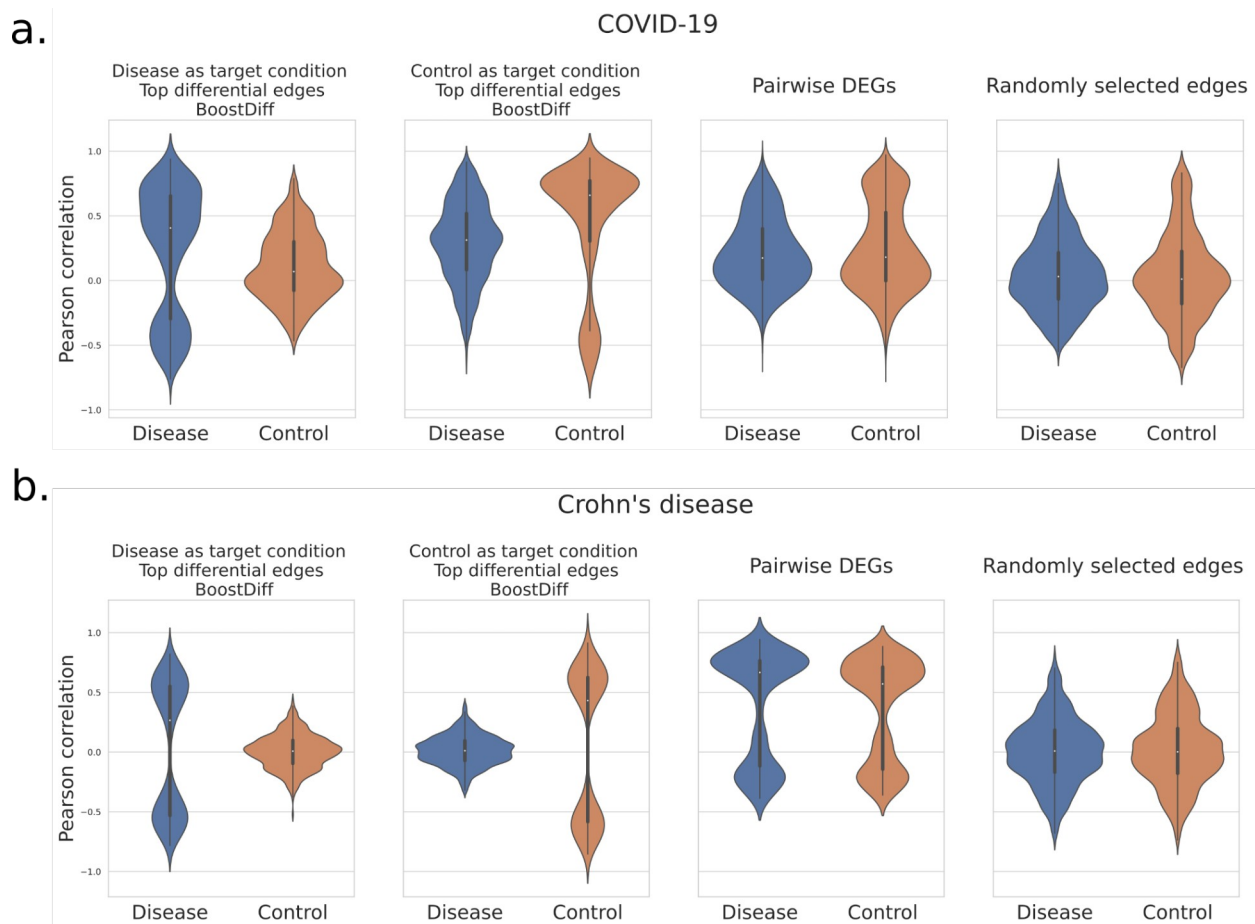 a.
COVID-19
Disease as target condition
Top differential edges
BoostDiff
Control as target condition
Top differential edges
BoostDiff
Pairwise DEGs
Randomly selected edges
Pearson correlation
1.0
0.5
0.0
−0.5
−1.0
Disease
Control
Disease
Control
Disease
Control
Disease
Control
b.
Crohn's disease
Disease as target condition
Top differential edges
BoostDiff
Control as target condition
Top differential edges
BoostDiff
Pairwise DEGs
Randomly selected edges
Pearson correlation
1.0
0.5
0.0
−0.5
−1.0
Disease
Control
Disease
Control
Disease
Control
Disease
Control